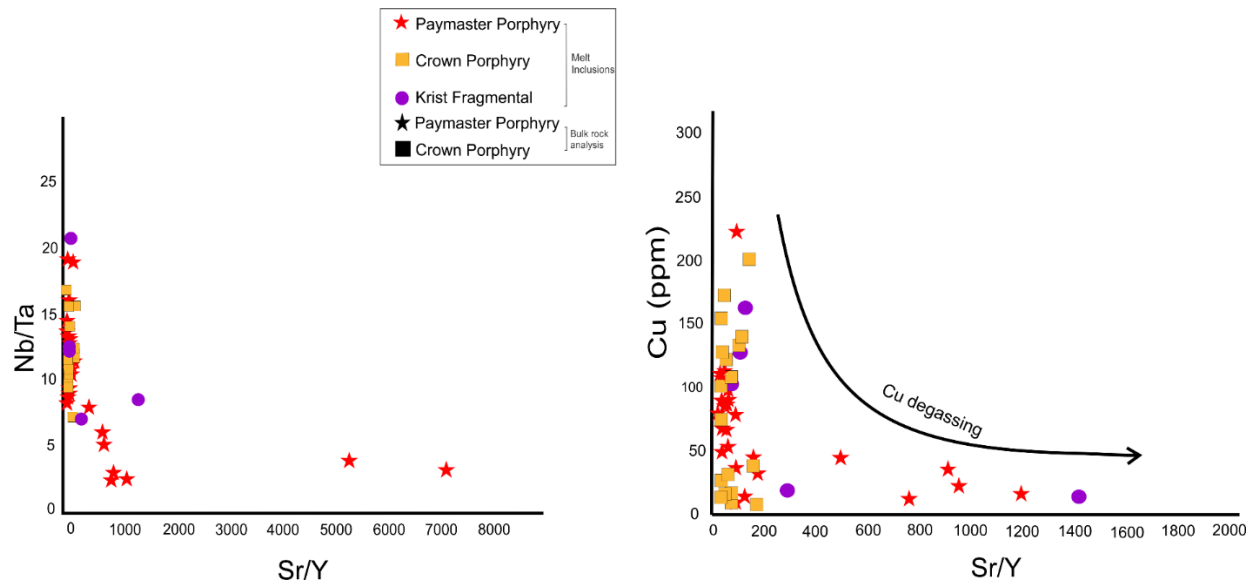 Paymaster Porphyry
Crown Porphyry
Melt
Inclusions
Krist Fragmental
Paymaster Porphyry
Bulk rock
analysis
Crown Porphyry
25
20
15
10
5
0
Nb/Ta
0 1000 2000 3000 4000 5000 6000 7000 8000
Sr/Y
300
250
200
150
100
50
0
Cu (ppm)
Cu degassing
0 200 400 600 800 1000 1200 1400 1600 1800 2000
Sr/Y